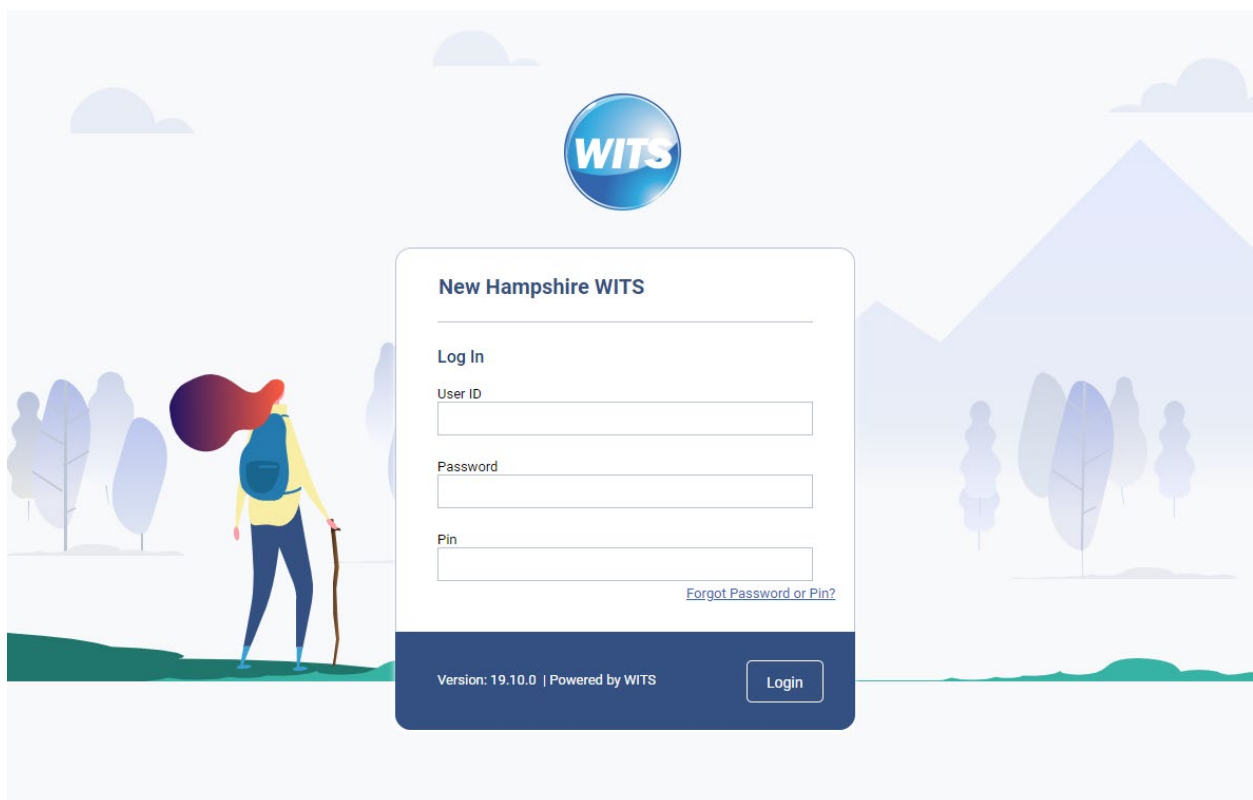 WITS
New Hampshire WITS
Log In
User ID
Password
Pin
Forgot Password or Pin?
Version: 19.10.0 | Powered by WITS
Login